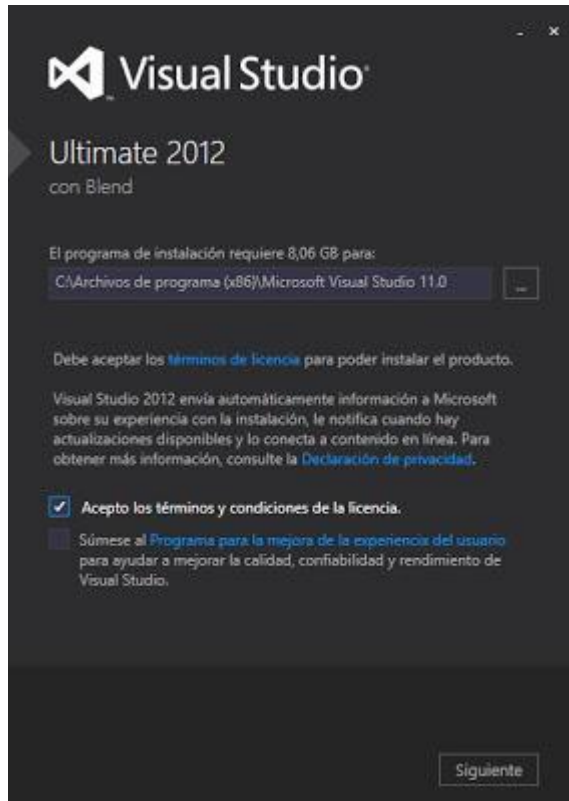 Visual Studio
Ultimate 2012
con Blend
El programa de instalación requiere 8,06 GB para:
C:\Archivos de programa (x86)\Microsoft Visual Studio 11.0
...
Debe aceptar los términos de licencia para poder instalar el producto.
Visual Studio 2012 envía automáticamente información a Microsoft
sobre su experiencia con la instalación, le notifica cuando hay
actualizaciones disponibles y lo conecta a contenido en línea. Para
obtener más información, consulte la Declaración de privacidad.
Acepto los términos y condiciones de la licencia.
Súmese al Programa para la mejora de la experiencia del usuario
para ayudar a mejorar la calidad, confiabilidad y rendimiento de
Visual Studio.
Siguiente